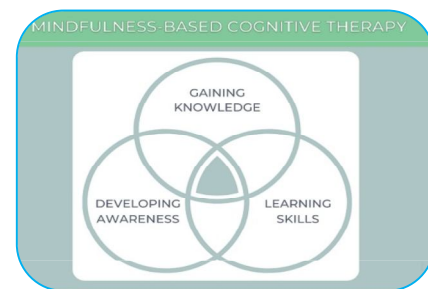 MINDFULNESS-BASED COGNITIVE THERAPY
GAINING
KNOWLEDGE
DEVELOPING
AWARENESS
LEARNING
SKILLS